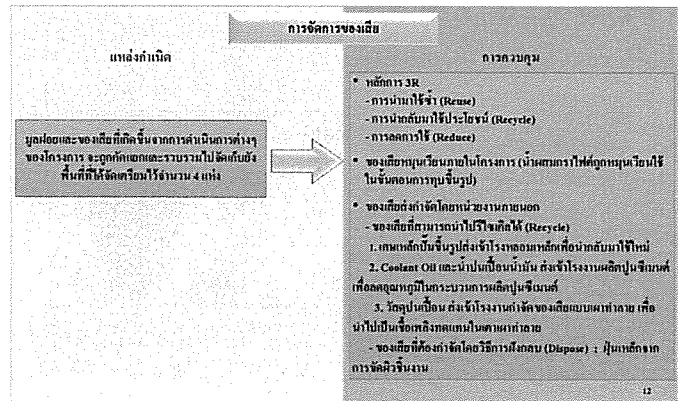 การจัดการของเสีย
แหล่งกำเนิด
มูลฝอยและของเสียที่เกิดขึ้นจากการดำเนินการต่างๆ
ของโครงการ จะถูกคัดแยกและรวบรวมไปจัดเก็บยัง
พื้นที่ที่ได้จัดเตรียมไว้จำนวน 4 แห่ง
การควบคุม
• หลักการ 3R
- การนำมาใช้ซ้ำ (Reuse)
- การนำกลับมาใช้ประโยชน์ (Recycle)
- การลดการใช้ (Reduce)
• ของเสียหมุนเวียนภายในโครงการ (น้ำผสมกราไฟต์ถูกหมุนเวียนใช้
ในขั้นตอนการทุบขึ้นรูป)
• ของเสียส่งกำจัดโดยหน่วยงานภายนอก
- ของเสียที่สามารถนำไปรีไซเคิลได้ (Recycle)
1. เศษเหล็กปั๊มขึ้นรูปส่งเข้าโรงหลอมเหล็กเพื่อนำกลับมาใช้ใหม่
2. Coolant Oil และน้ำปนเปื้อนน้ำมัน ส่งเข้าโรงงานผลิตปูนซีเมนต์
เพื่อลดอุณหภูมิในกระบวนการผลิตปูนซีเมนต์
3. วัสดุปนเปื้อน ส่งเข้าโรงงานกำจัดของเสียแบบเผาทำลาย เพื่อ
นำไปเป็นเชื้อเพลิงทดแทนในเตาเผาทำลาย
- ของเสียที่ต้องกำจัดโดยวิธีการฝังกลบ (Dispose) : ฝุ่นเหล็กจาก
การขัดผิวชิ้นงาน
12